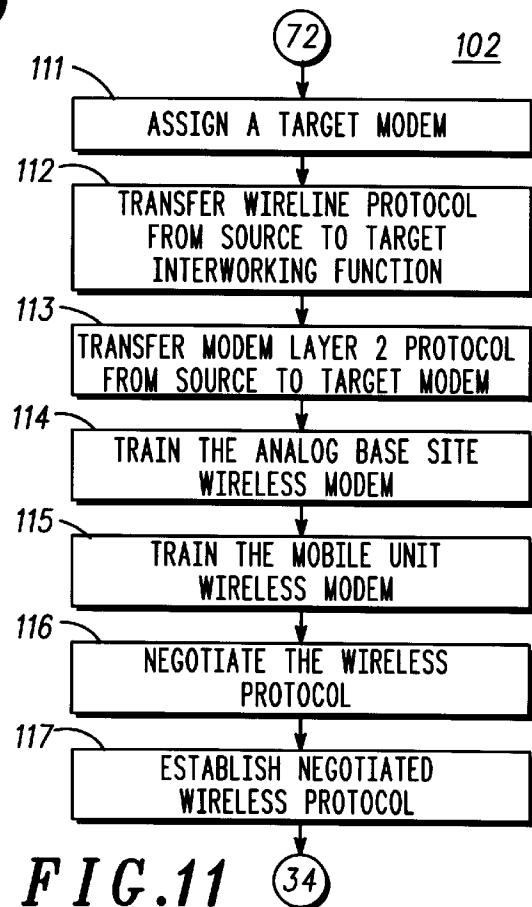 72
102
111
ASSIGN A TARGET MODEM
112
TRANSFER WIRELINE PROTOCOL
FROM SOURCE TO TARGET
INTERWORKING FUNCTION
113
TRANSFER MODEM LAYER 2 PROTOCOL
FROM SOURCE TO TARGET MODEM
114
TRAIN THE ANALOG BASE SITE
WIRELESS MODEM
115
TRAIN THE MOBILE UNIT
WIRELESS MODEM
116
NEGOTIATE THE WIRELESS
PROTOCOL
117
ESTABLISH NEGOTIATED
WIRELESS PROTOCOL
FIG.11
34